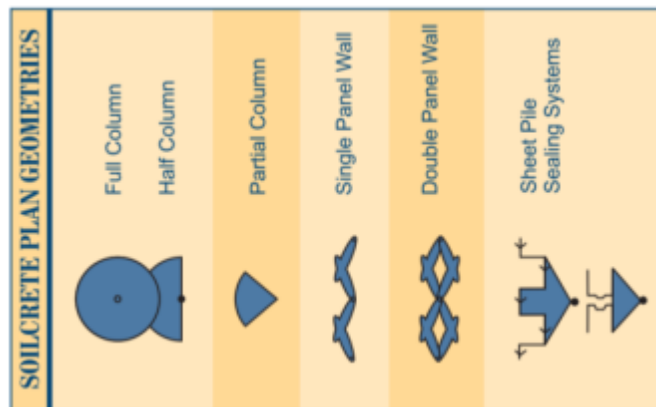 SOILCRETE PLAN GEOMETRIES
Full Column
Half Column
Partial Column
Single Panel Wall
Double Panel Wall
Sheet Pile
Sealing Systems